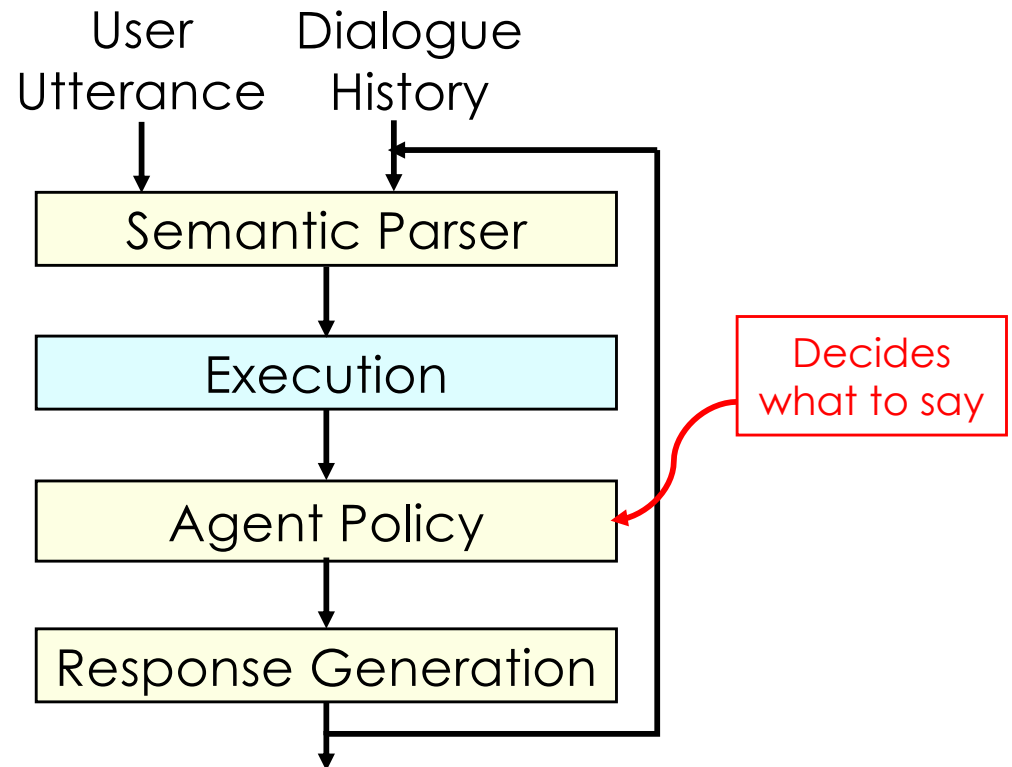 User
Utterance
Dialogue
History
Semantic Parser
Execution
Decides
what to say
Agent Policy
Response Generation